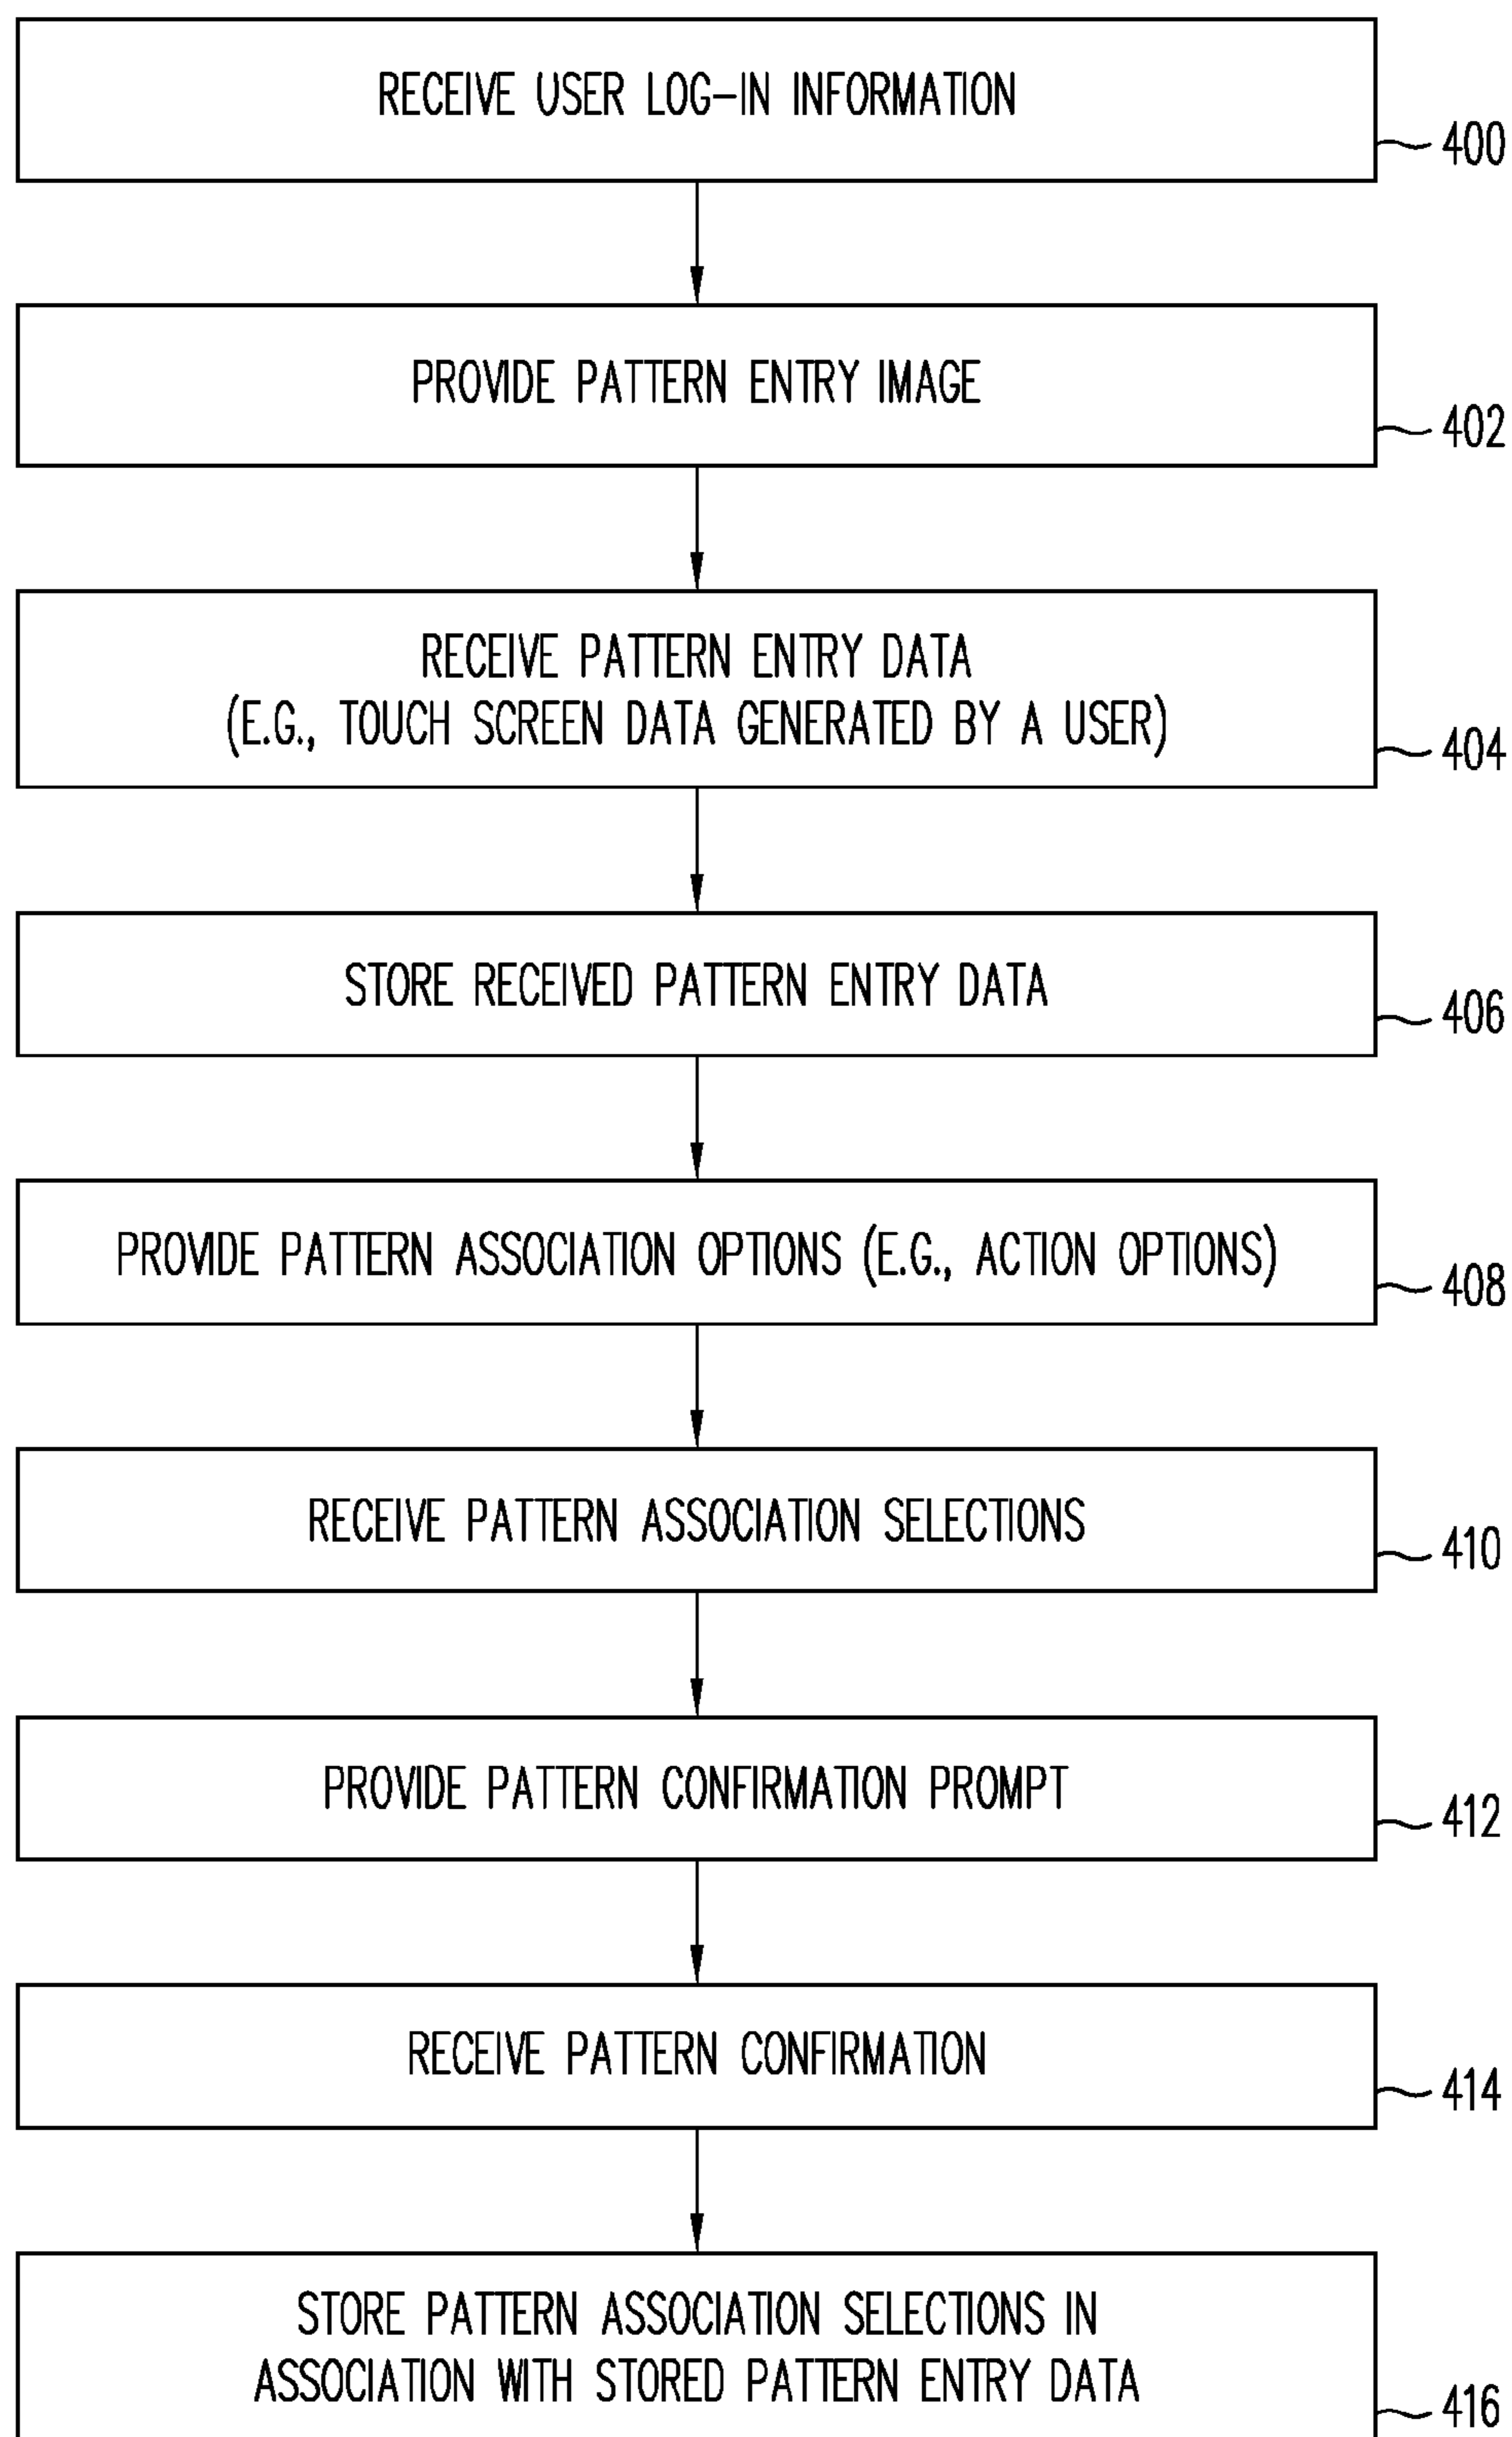 RECEIVE USER LOG-IN INFORMATION
400
PROVIDE PATTERN ENTRY IMAGE
402
RECEIVE PATTERN ENTRY DATA
(E.G., TOUCH SCREEN DATA GENERATED BY A USER)
404
STORE RECEIVED PATTERN ENTRY DATA
406
PROVIDE PATTERN ASSOCIATION OPTIONS (E.G., ACTION OPTIONS)
408
RECEIVE PATTERN ASSOCIATION SELECTIONS
410
PROVIDE PATTERN CONFIRMATION PROMPT
412
RECEIVE PATTERN CONFIRMATION
414
STORE PATTERN ASSOCIATION SELECTIONS IN
ASSOCIATION WITH STORED PATTERN ENTRY DATA
416